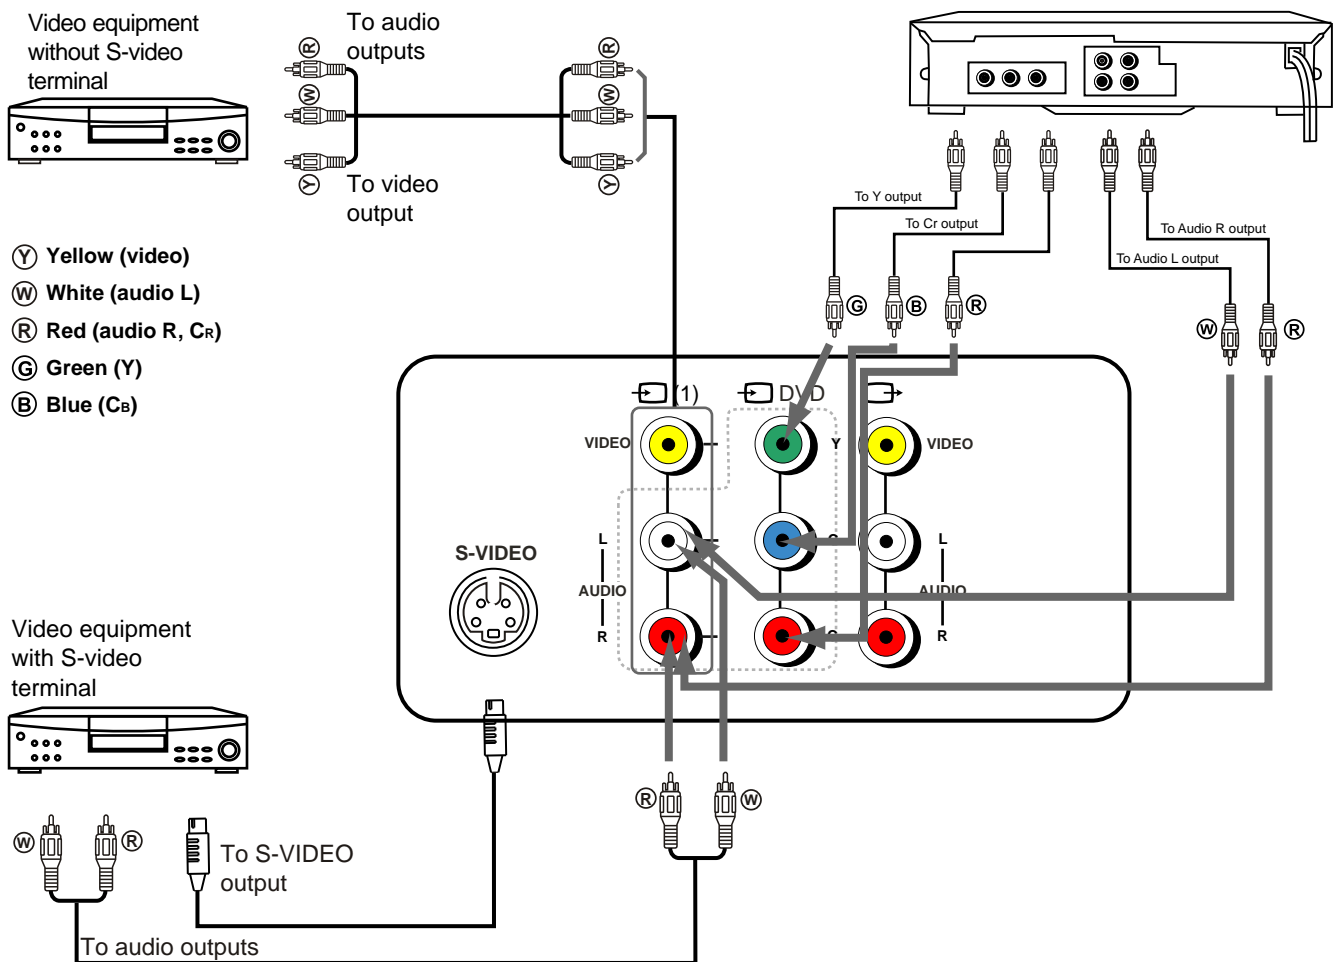 Video equipment
without S-video
terminal
To audio
outputs
R
W
Y
To video
output
R
W
Y
Y Yellow (video)
W White (audio L)
R Red (audio R, CR)
G Green (Y)
B Blue (CB)
To Y output
To Cr output
To Audio R output
To Audio L output
G
B
R
W
R
(1)
DVD
VIDEO
Y
VIDEO
S-VIDEO
L
C
L
AUDIO
AUDIO
R
C
R
Video equipment
with S-video
terminal
R
W
W
R
To S-VIDEO
output
To audio outputs